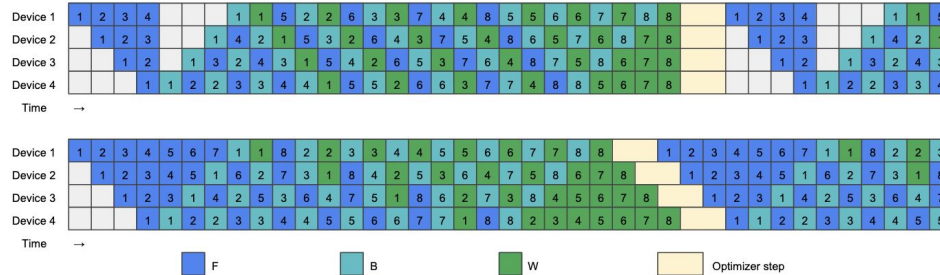 Device 1 1 2 3 4 1 1 5 2 2 6 3 3 7 4 4 8 5 5 6 6 7 7 8 8 1 2 3 4 1 1 5
Device 2 1 2 3 1 4 2 1 5 3 2 6 4 3 7 5 4 8 6 5 7 6 8 7 8 1 2 3 1 4 2 1
Device 3 1 2 1 3 2 4 3 1 5 4 2 6 5 3 7 6 4 8 7 5 8 6 7 8 1 2 1 3 2 4 3
Device 4 1 1 2 2 3 3 4 4 1 5 5 2 6 6 3 7 7 4 8 8 5 6 7 8 1 1 2 2 3 3 4
Time →
Device 1 1 2 3 4 5 6 7 1 1 8 2 2 3 3 4 4 5 5 6 6 7 7 8 8 1 2 3 4 5 6 7 1 1 8 2 2 3
Device 2 1 2 3 4 5 1 6 2 7 3 1 8 4 2 5 3 6 4 7 5 8 6 7 8 1 2 3 4 5 1 6 2 7 3 1 8
Device 3 1 2 3 1 4 2 5 3 6 4 7 5 1 8 6 2 7 3 8 4 5 6 7 8 1 2 3 1 4 2 5 3 6 4 7
Device 4 1 1 2 2 3 3 4 4 5 5 6 6 7 7 1 8 8 2 3 4 5 6 7 8 1 1 2 2 3 3 4 4 5 5
Time →
F B W Optimizer step